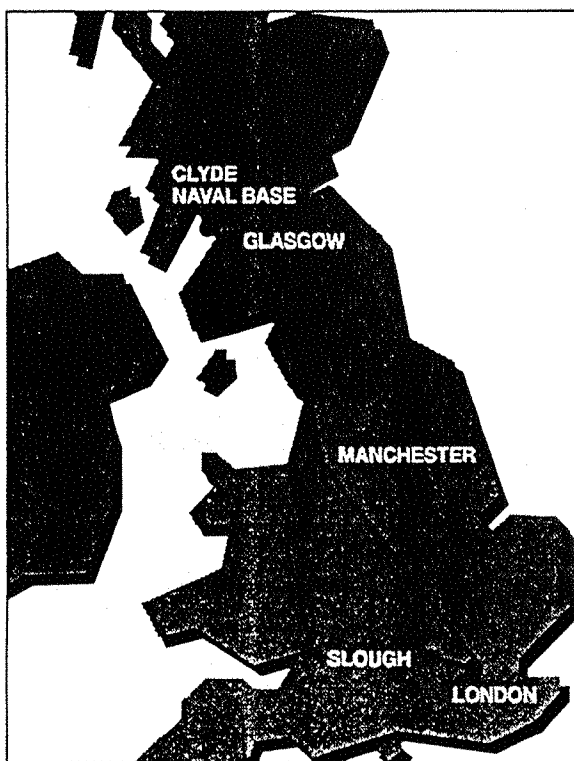 CLYDE
NAVAL BASE
GLASGOW
MANCHESTER
SLOUGH
LONDON